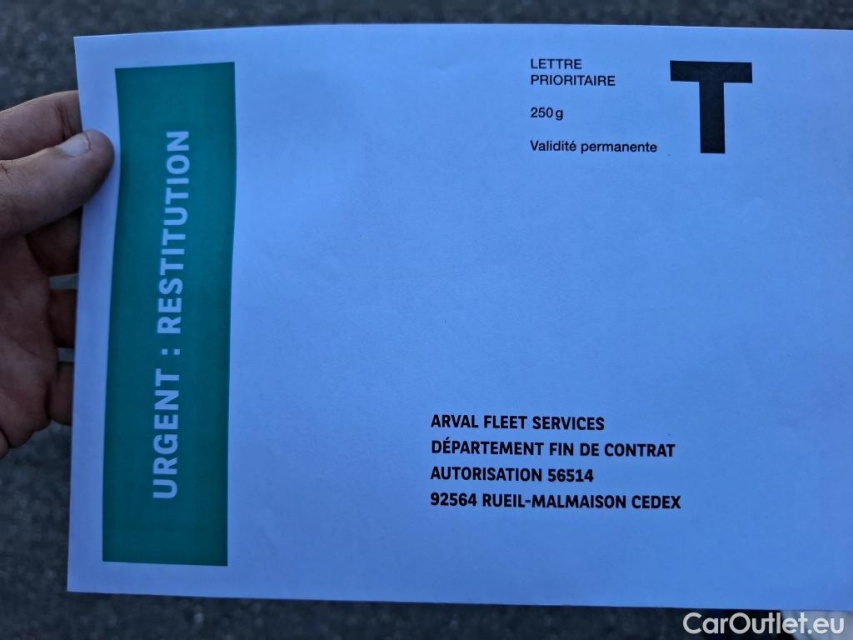 LETTRE
PRIORITAIRE
250 g
Validité permanente
T
URGENT : RESTITUTION
ARVAL FLEET SERVICES
DÉPARTEMENT FIN DE CONTRAT
AUTORISATION 56514
92564 RUEIL-MALMAISON CEDEX
CarOutlet.eu